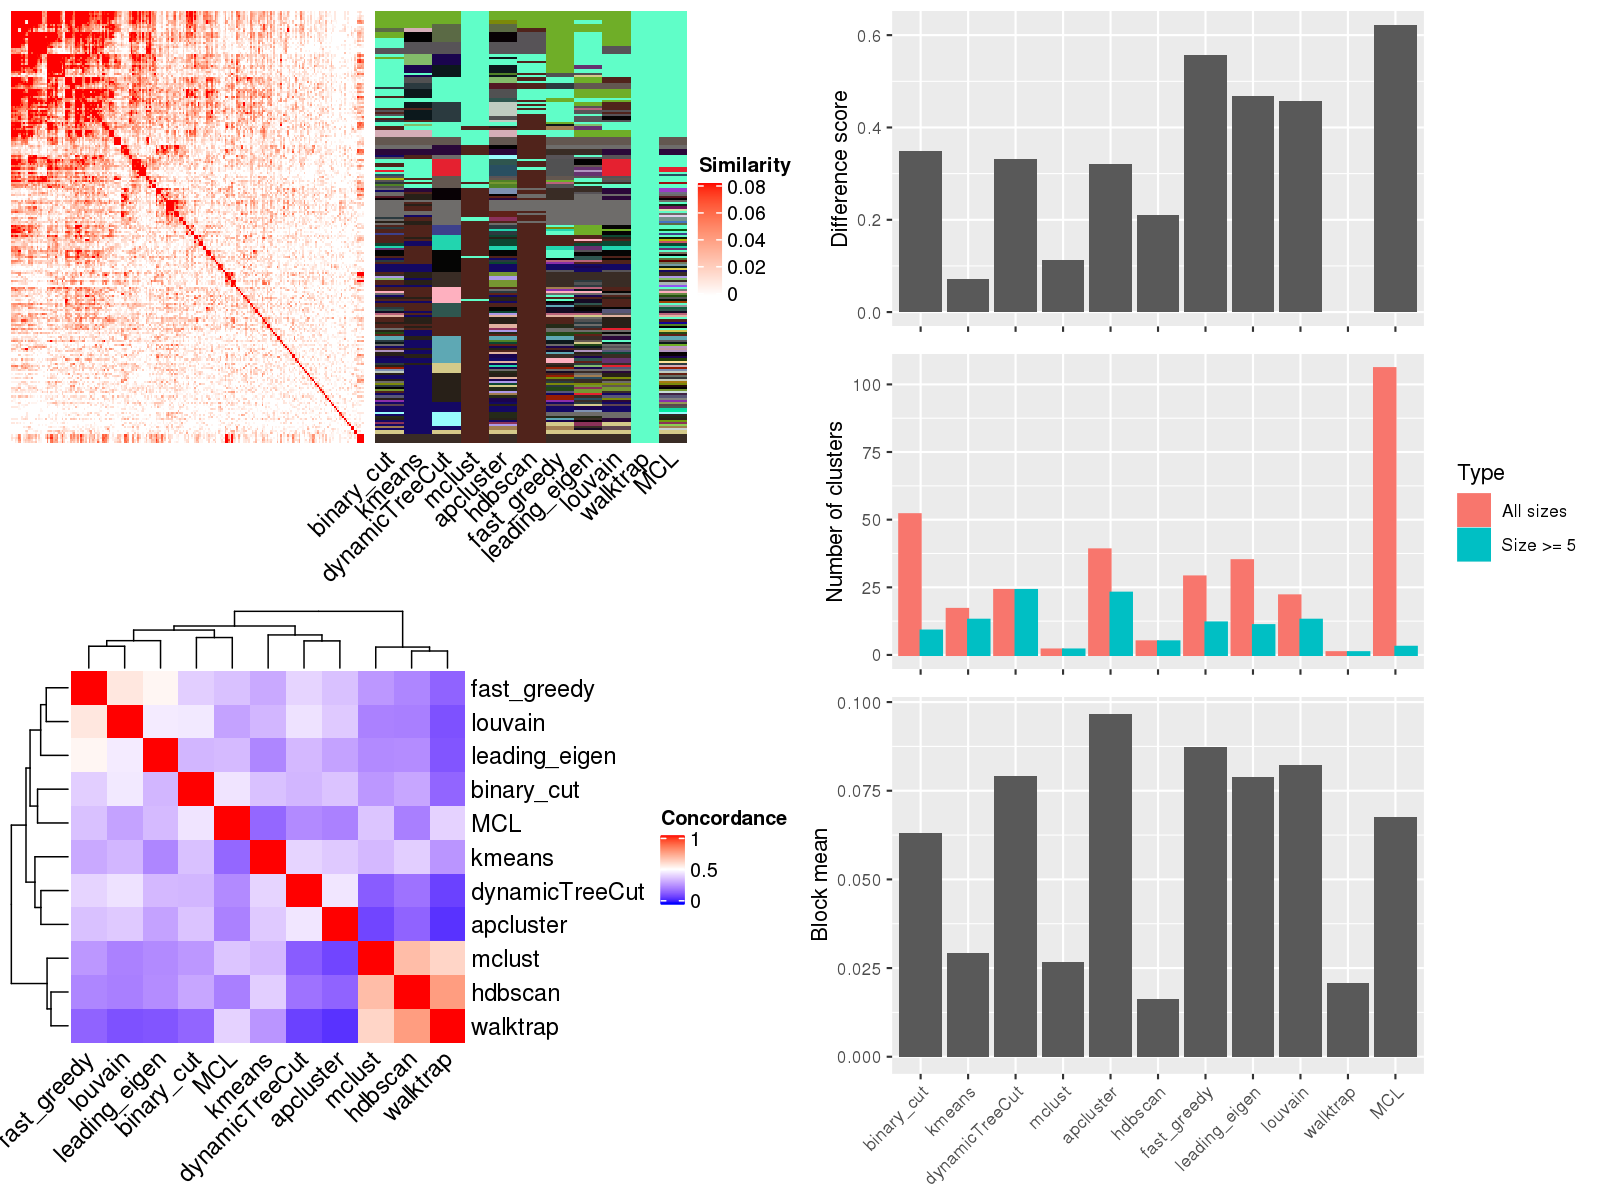 Similarity
0.08
0.06
0.04
0.02
0
binary_cut
kmeans
dynamicTreeCut
mclust
apcluster
hdbscan
fast_greedy
leading_eigen
louvain
walktrap
MCL
fast_greedy
louvain
leading_eigen
binary_cut
MCL
kmeans
dynamicTreeCut
apcluster
mclust
hdbscan
walktrap
Concordance
1
0.5
0
fast_greedy
louvain
leading_eigen
binary_cut
MCL
kmeans
dynamicTreeCut
apcluster
mclust
hdbscan
walktrap
Difference score
0.6
0.4
0.2
0.0
Number of clusters
100
75
50
25
0
Type
All sizes
Size >= 5
Block mean
0.100
0.075
0.050
0.025
0.000
binary_cut
kmeans
dynamicTreeCut
mclust
apcluster
hdbscan
fast_greedy
leading_eigen
louvain
walktrap
MCL